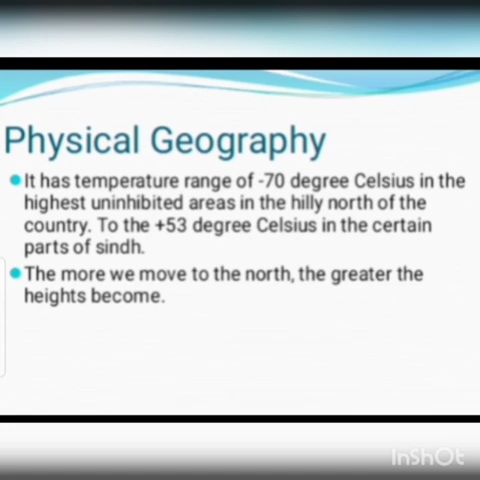 Physical Geography
It has temperature range of -70 degree Celsius in the
highest uninhibited areas in the hilly north of the
country. To the +53 degree Celsius in the certain
parts of sindh.
The more we move to the north, the greater the
heights become.
InShOt